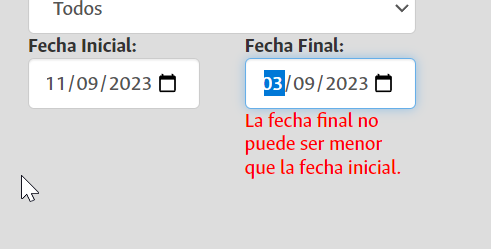 Todos
Fecha Inicial: Fecha Final:
11/09/2023 03/09/2023
La fecha final no
puede ser menor
que la fecha inicial.